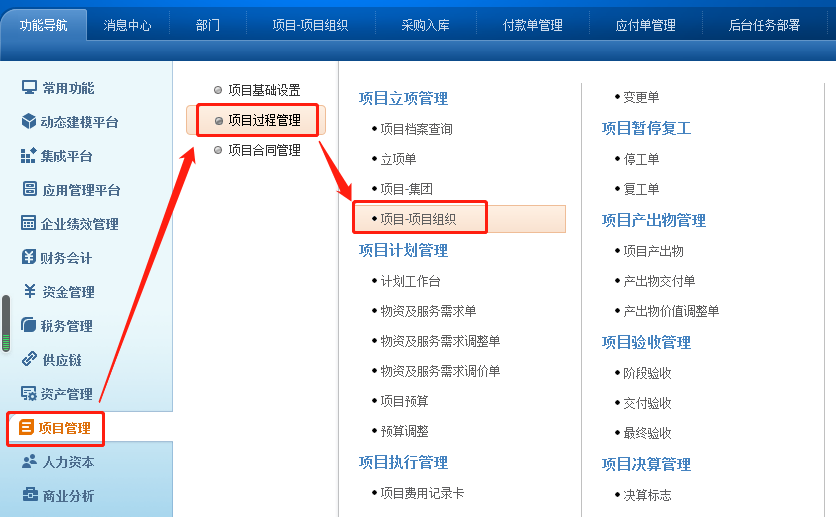 功能导航
消息中心
部门
项目-项目组织
采购入库
付款单管理
应付单管理
后台任务部署
常用功能
动态建模平台
集成平台
应用管理平台
企业绩效管理
财务会计
资金管理
税务管理
供应链
资产管理
项目管理
人力资本
商业分析
项目基础设置
项目过程管理
项目合同管理
项目立项管理
项目档案查询
立项单
项目-集团
项目-项目组织
项目计划管理
计划工作台
物资及服务需求单
物资及服务需求调整单
物资及服务需求调价单
项目预算
预算调整
项目执行管理
项目费用记录卡
变更单
项目暂停复工
停工单
复工单
项目产出物管理
项目产出物
产出物交付单
产出物价值调整单
项目验收管理
阶段验收
交付验收
最终验收
项目决算管理
决算标志